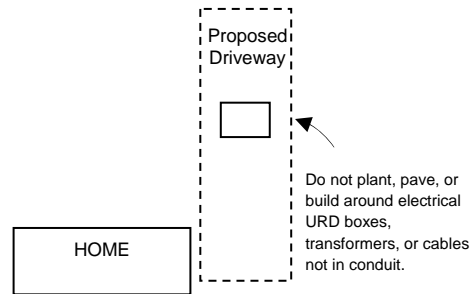 Proposed
Driveway
Do not plant, pave, or
build around electrical
URD boxes,
transformers, or cables
not in conduit.
HOME